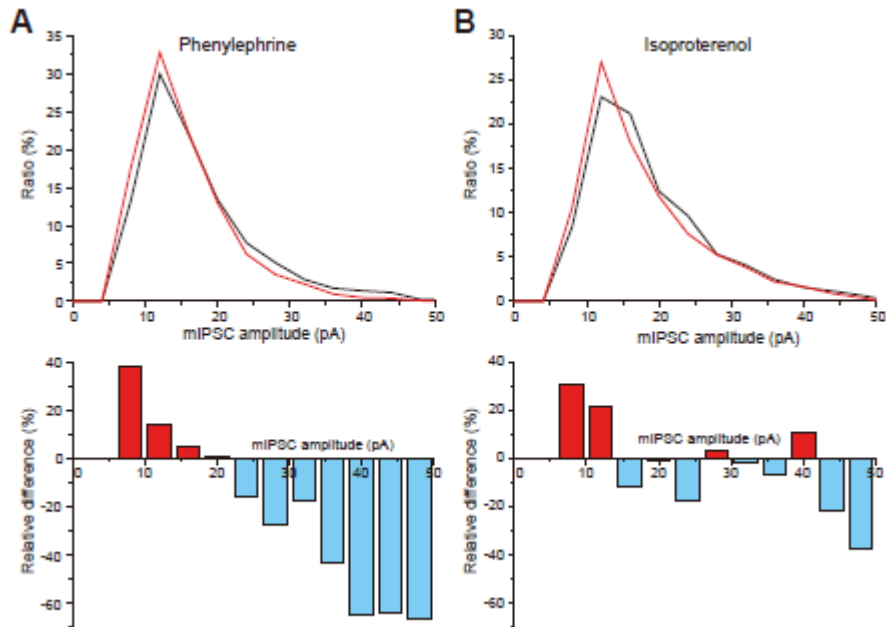 A
Phenylephrine
Ratio (%)
35
30
25
20
15
10
5
0
0 10 20 30 40 50
mIPSC amplitude (pA)
B
Isoproterenol
Ratio (%)
30
25
20
15
10
5
0
0 10 20 30 40 50
mIPSC amplitude (pA)
Relative difference (%)
40
20
0
-20
-40
-60
mIPSC amplitude (pA)
0 10 20 30 40 50
Relative difference (%)
40
20
0
-20
-40
-60
mIPSC amplitude (pA)
0 10 20 30 40 50